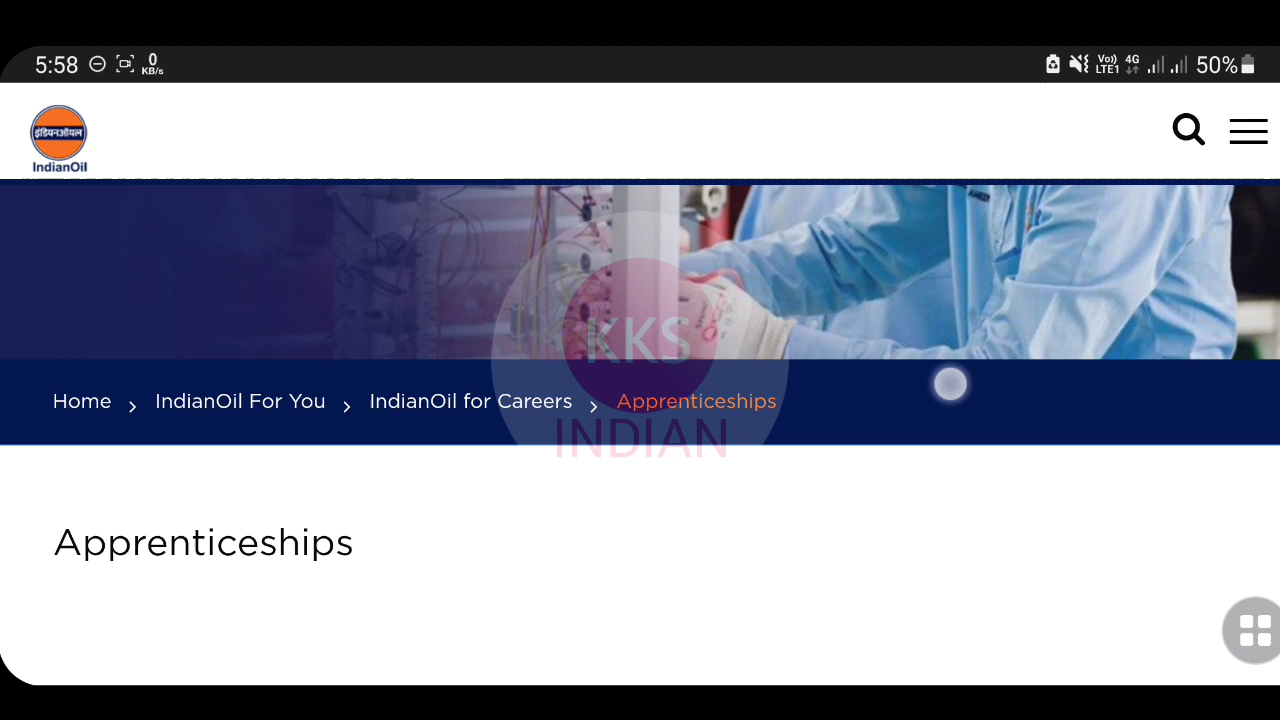 5:58
0
KB/s
Vo))
LTE1
4G
50%
इंडियनऑयल
IndianOil
KKS
INDIAN
Home
IndianOil For You
IndianOil for Careers
Apprenticeships
Apprenticeships